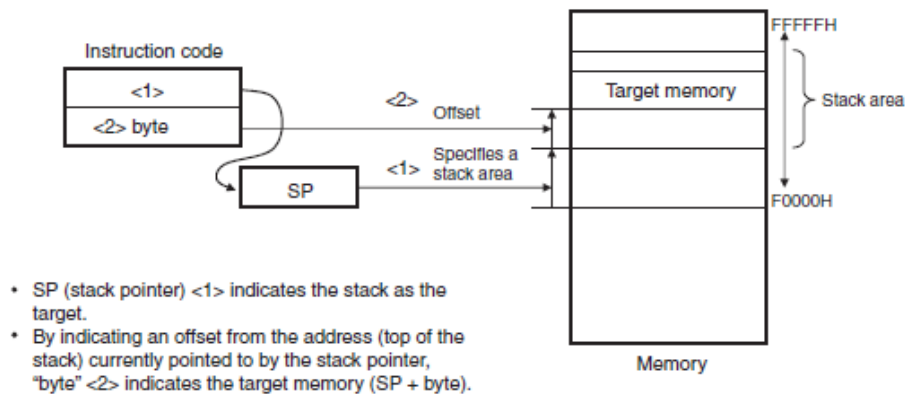 FFFFFH
Instruction code
<1>
<2>
Target memory
Offset
Stack area
<2> byte
Specifies a
<1> stack area
SP
F0000H
• SP (stack pointer) <1> indicates the stack as the
target.
• By indicating an offset from the address (top of the
stack) currently pointed to by the stack pointer,
“byte” <2> indicates the target memory (SP + byte).
Memory